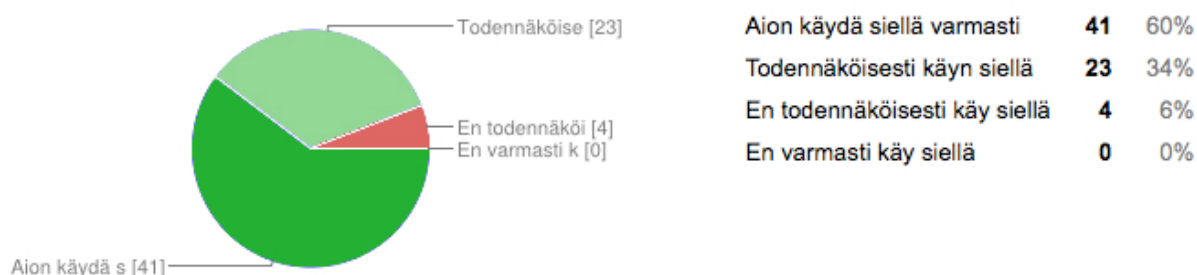 Todennäköise [23]
En todennäköi [4]
En varmasti k [0]
Aion käydä s [41]
Aion käydä siellä varmasti 41 60%
Todennäköisesti käyn siellä 23 34%
En todennäköisesti käy siellä 4 6%
En varmasti käy siellä 0 0%